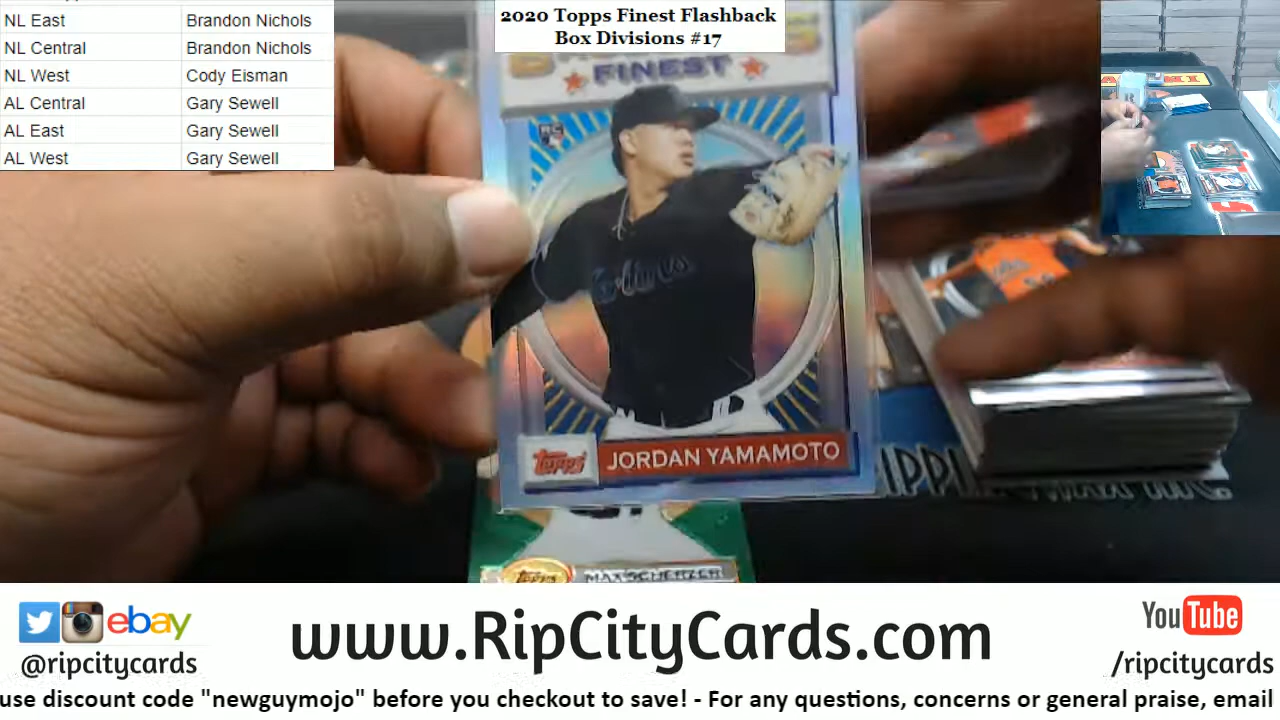 NL East Brandon Nichols
NL Central Brandon Nichols
NL West Cody Eisman
AL Central Gary Sewell
AL East Gary Sewell
AL West Gary Sewell
2020 Topps Finest Flashback
Box Divisions #17
FINEST
RC
Topps
JORDAN YAMAMOTO
Topps
MAX SCHERZER
ebay
@ripcitycards
www.RipCityCards.com
YouTube
/ripcitycards
use discount code "newguymojo" before you checkout to save! - For any questions, concerns or general praise, email